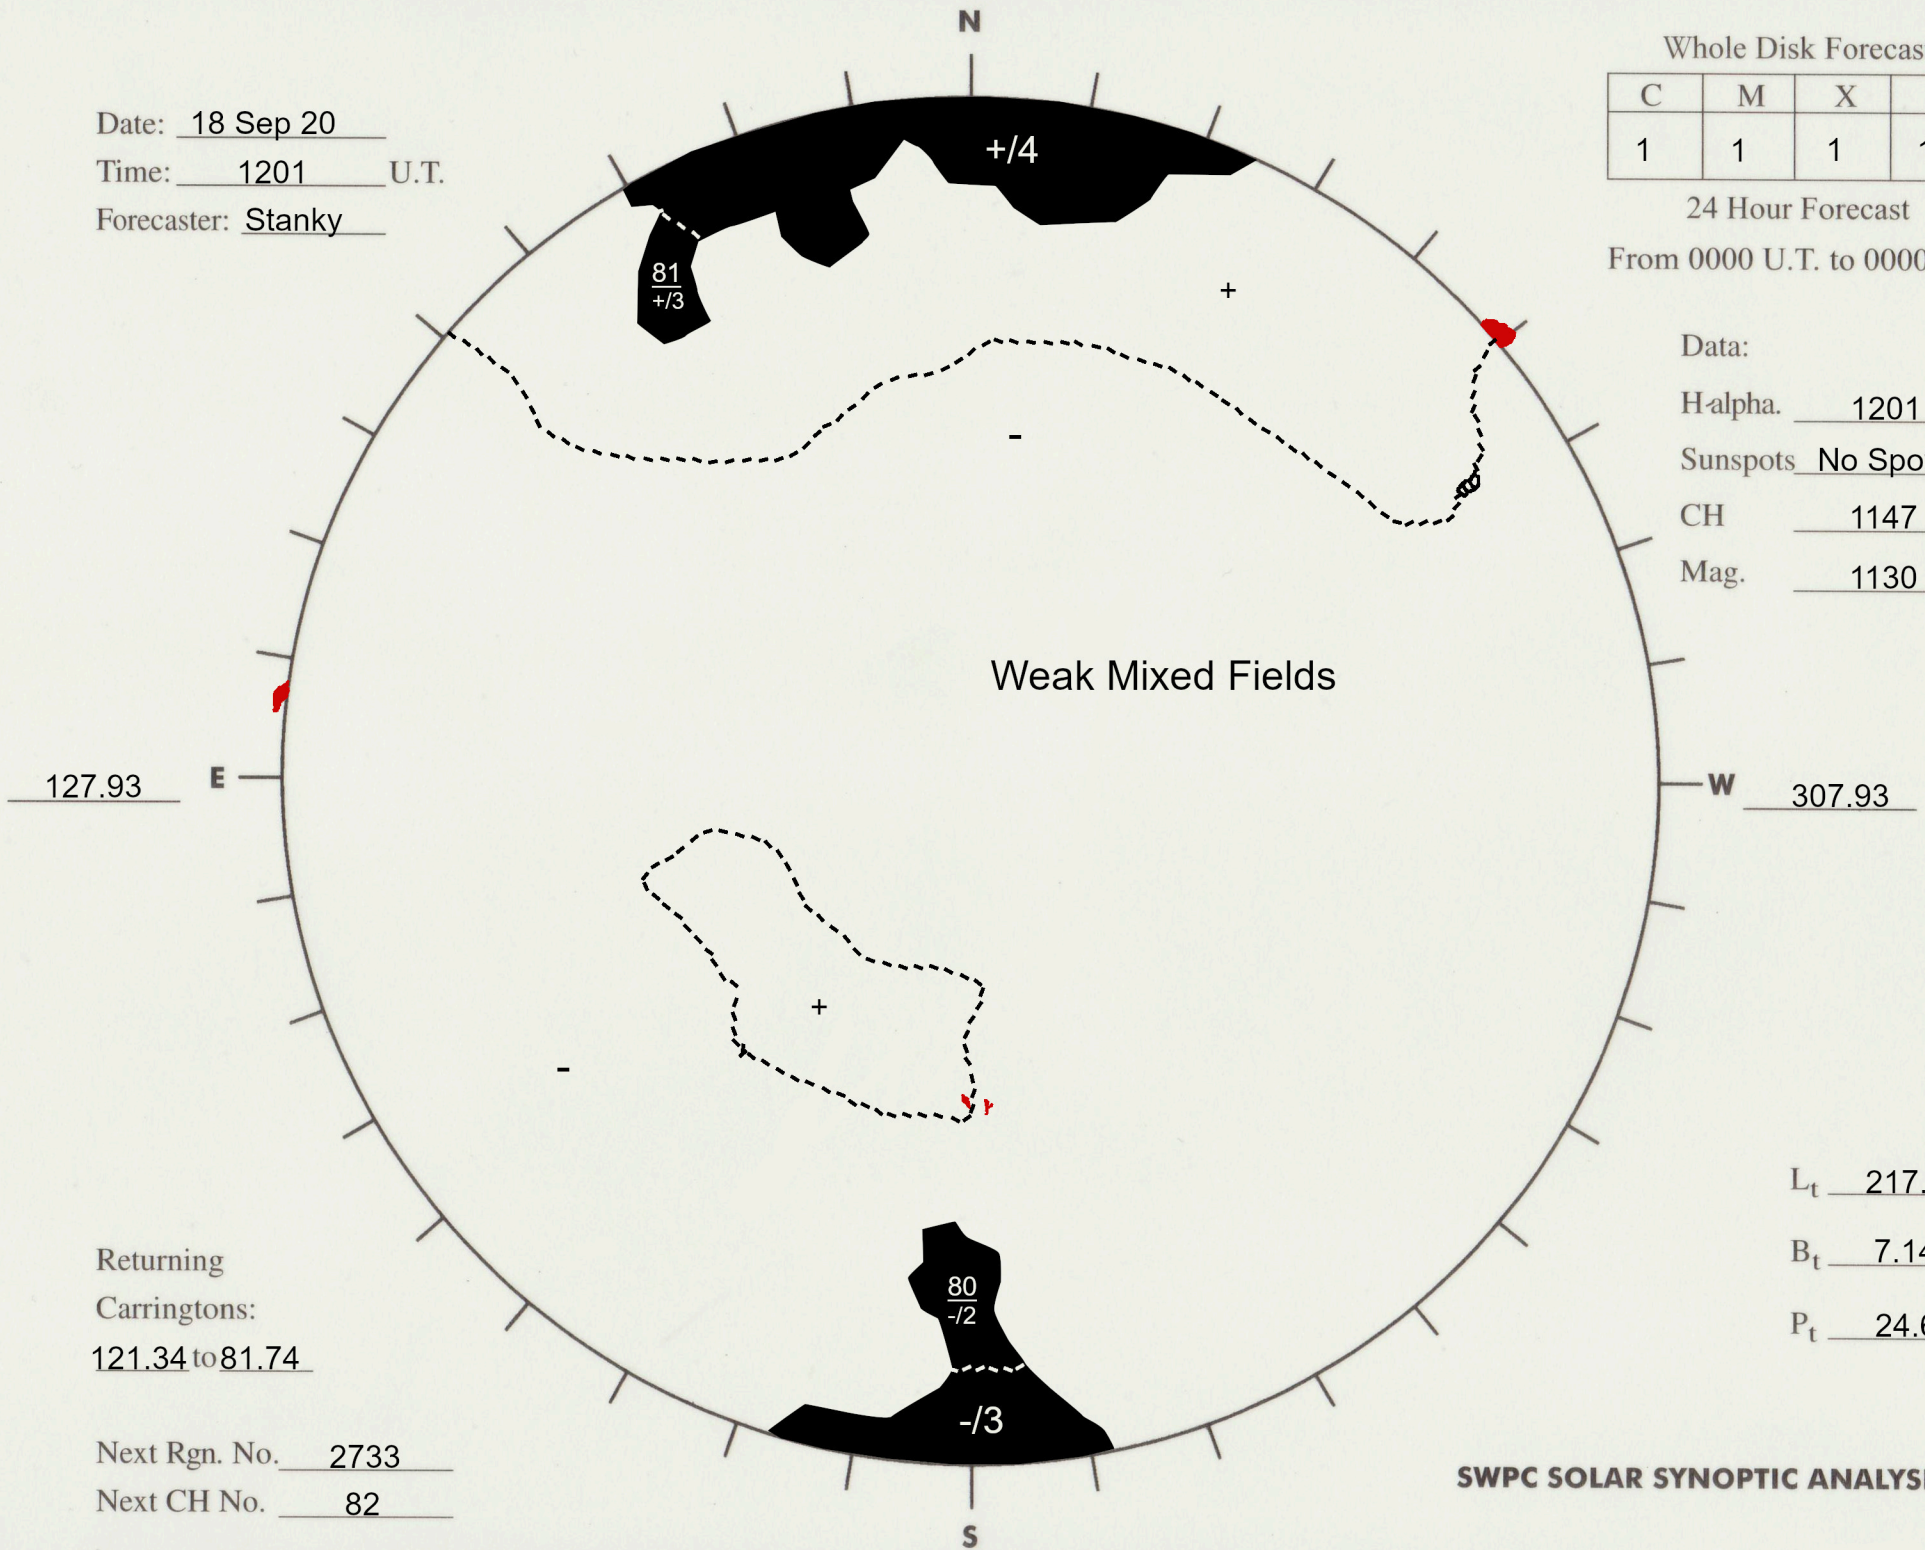 N
Whole Disk Forecas
C M X
1 1 1
24 Hour Forecast
From 0000 U.T. to 0000
Date: 18 Sep 20
Time: 1201 U.T.
Forecaster: Stanky
+/4
81
+/3
+
-
Data:
H-alpha. 1201
Sunspots No Spo
CH 1147
Mag. 1130
Weak Mixed Fields
127.93 E
W 307.93
+
-
80
-/2
-/3
Lt 217.
Bt 7.14
Pt 24.6
Returning
Carringtons:
121.34 to 81.74
Next Rgn. No. 2733
Next CH No. 82
SWPC SOLAR SYNOPTIC ANALYS
S